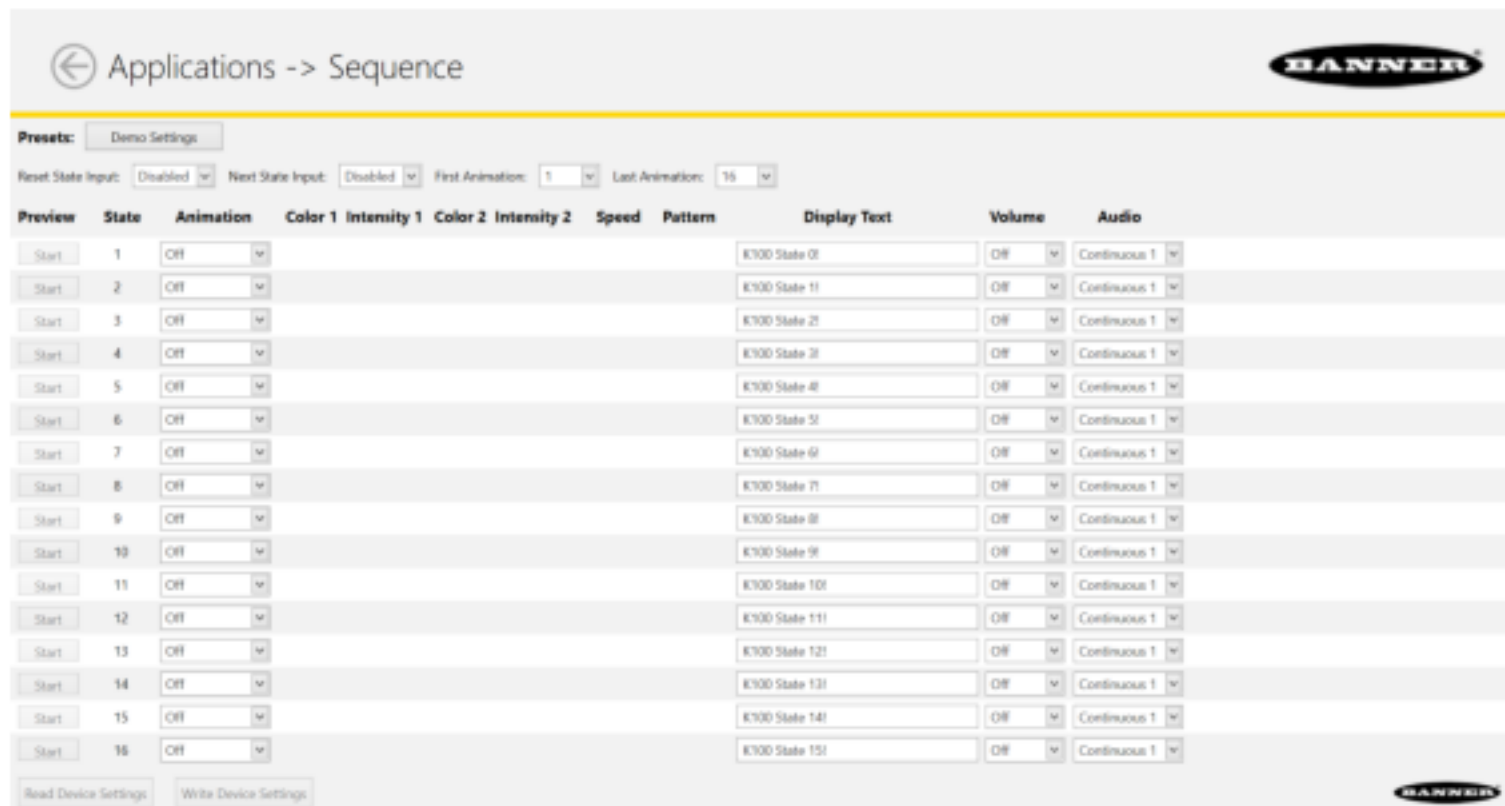 Applications -> Sequence
BANNER
Presets: Demo Settings
Reset State Input: Disabled Next State Input: Disabled First Animation: 1 Last Animation: 16
Preview State Animation Color 1 Intensity 1 Color 2 Intensity 2 Speed Pattern Display Text Volume Audio
Start 1 Off K100 State 0! Off Continuous 1
Start 2 Off K100 State 1! Off Continuous 1
Start 3 Off K100 State 2! Off Continuous 1
Start 4 Off K100 State 3! Off Continuous 1
Start 5 Off K100 State 4! Off Continuous 1
Start 6 Off K100 State 5! Off Continuous 1
Start 7 Off K100 State 6! Off Continuous 1
Start 8 Off K100 State 7! Off Continuous 1
Start 9 Off K100 State 8! Off Continuous 1
Start 10 Off K100 State 9! Off Continuous 1
Start 11 Off K100 State 10! Off Continuous 1
Start 12 Off K100 State 11! Off Continuous 1
Start 13 Off K100 State 12! Off Continuous 1
Start 14 Off K100 State 13! Off Continuous 1
Start 15 Off K100 State 14! Off Continuous 1
Start 16 Off K100 State 15! Off Continuous 1
Read Device Settings Write Device Settings BANNER